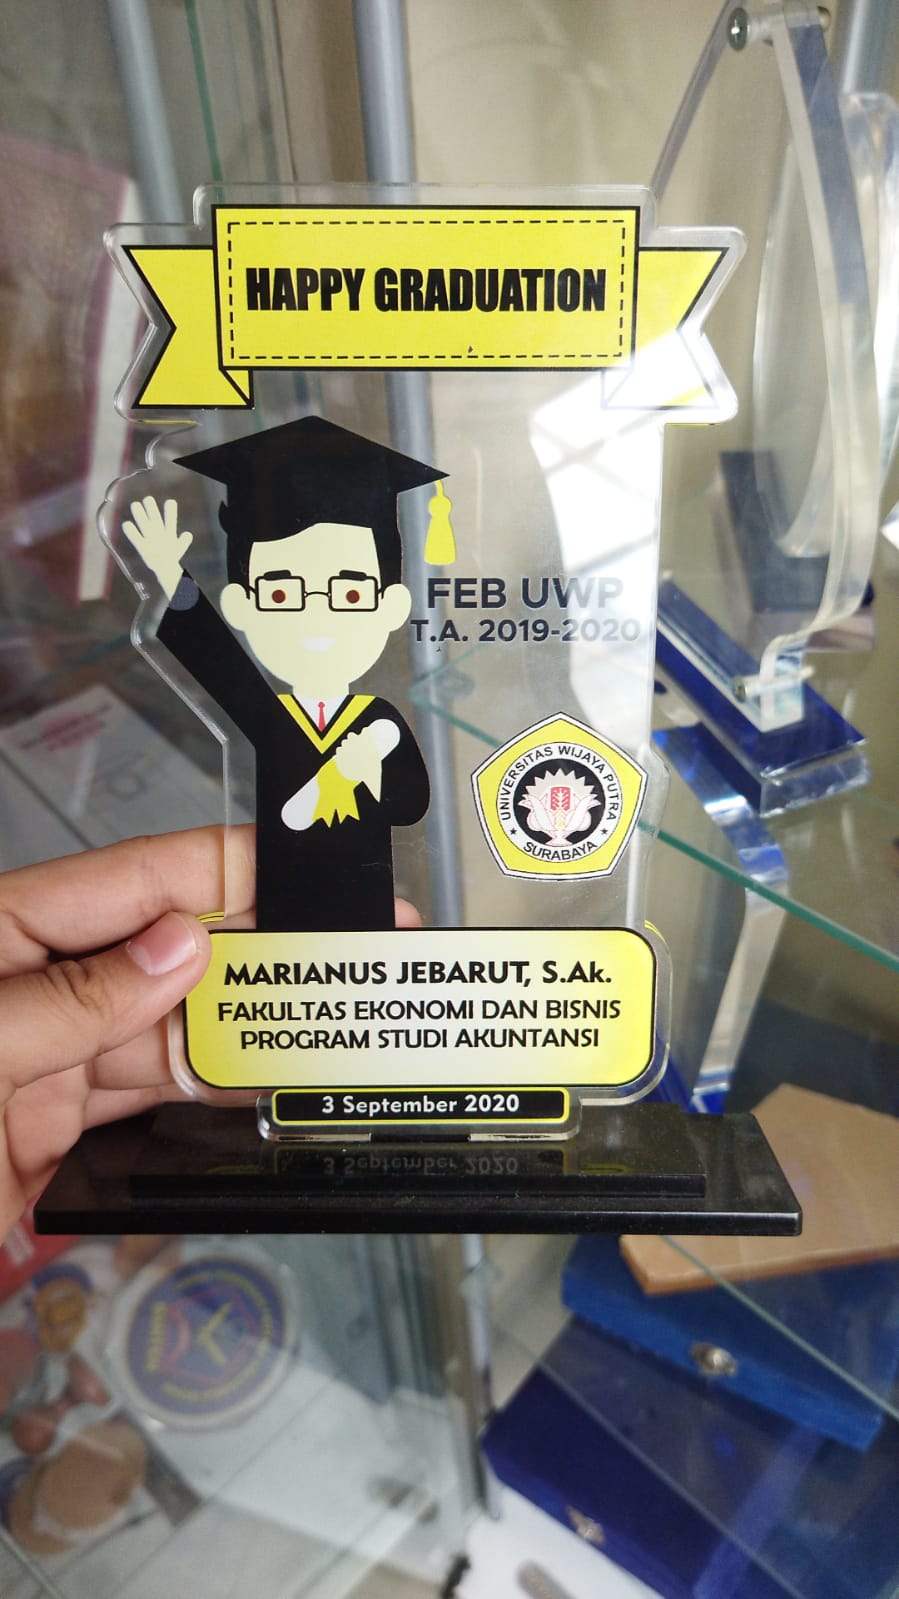 HAPPY GRADUATION
FEB UWP
T.A. 2019-2020
UNIVERSITAS WIJAYA PUTRA
SURABAYA
MARIANUS JEBARUT, S.Ak.
FAKULTAS EKONOMI DAN BISNIS
PROGRAM STUDI AKUNTANSI
3 September 2020